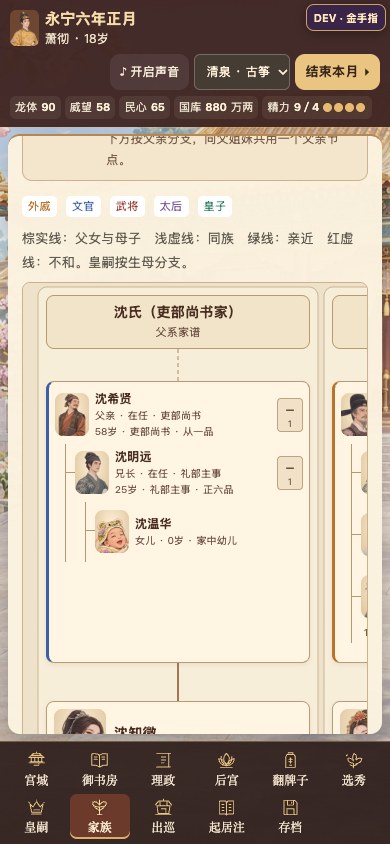 永宁六年正月
萧彻 · 18岁
DEV · 金手指
♪ 开启声音
清泉 · 古筝
结束本月 ›
龙体 90
威望 58
民心 65
国库 880 万两
精力 9 / 4
下方按父亲分支，同父姐妹共用一个父亲节
点。
外戚
文官
武将
太后
皇子
棕实线：父女与母子 浅虚线：同族 绿线：亲近 红虚
线：不和。皇嗣按生母分支。
沈氏（吏部尚书家）
父系家谱
沈希贤
父亲 · 在任 · 吏部尚书
58岁 · 吏部尚书 · 从一品
−
1
沈明远
兄长 · 在任 · 礼部主事
25岁 · 礼部主事 · 正六品
−
1
沈温华
女儿 · 0岁 · 家中幼儿
宫城
御书房
理政
后宫
翻牌子
选秀
皇嗣
家族
出巡
起居注
存档